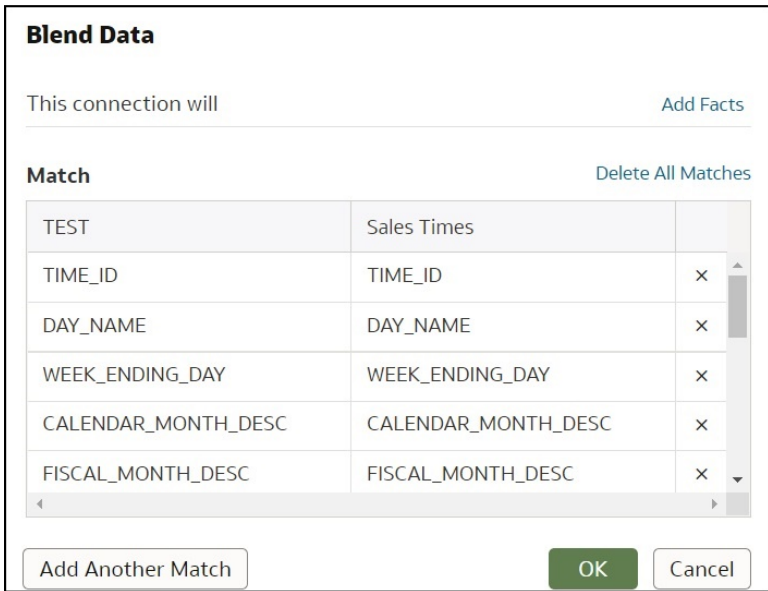 Blend Data
This connection will Add Facts
Match Delete All Matches
TEST Sales Times
TIME_ID TIME_ID ×
DAY_NAME DAY_NAME ×
WEEK_ENDING_DAY WEEK_ENDING_DAY ×
CALENDAR_MONTH_DESC CALENDAR_MONTH_DESC ×
FISCAL_MONTH_DESC FISCAL_MONTH_DESC ×
Add Another Match OK Cancel